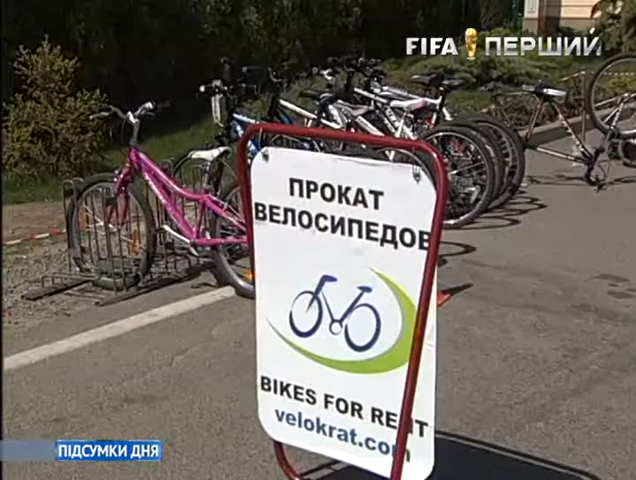 FIFA ПЕРШИЙ
ПРОКАТ
ВЕЛОСИПЕДОВ
BIKES FOR RENT
velokrat.com
ПІДСУМКИ ДНЯ